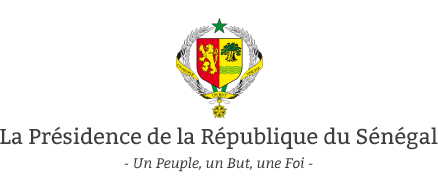 La Présidence de la République du Sénégal
- Un Peuple, un But, une Foi -